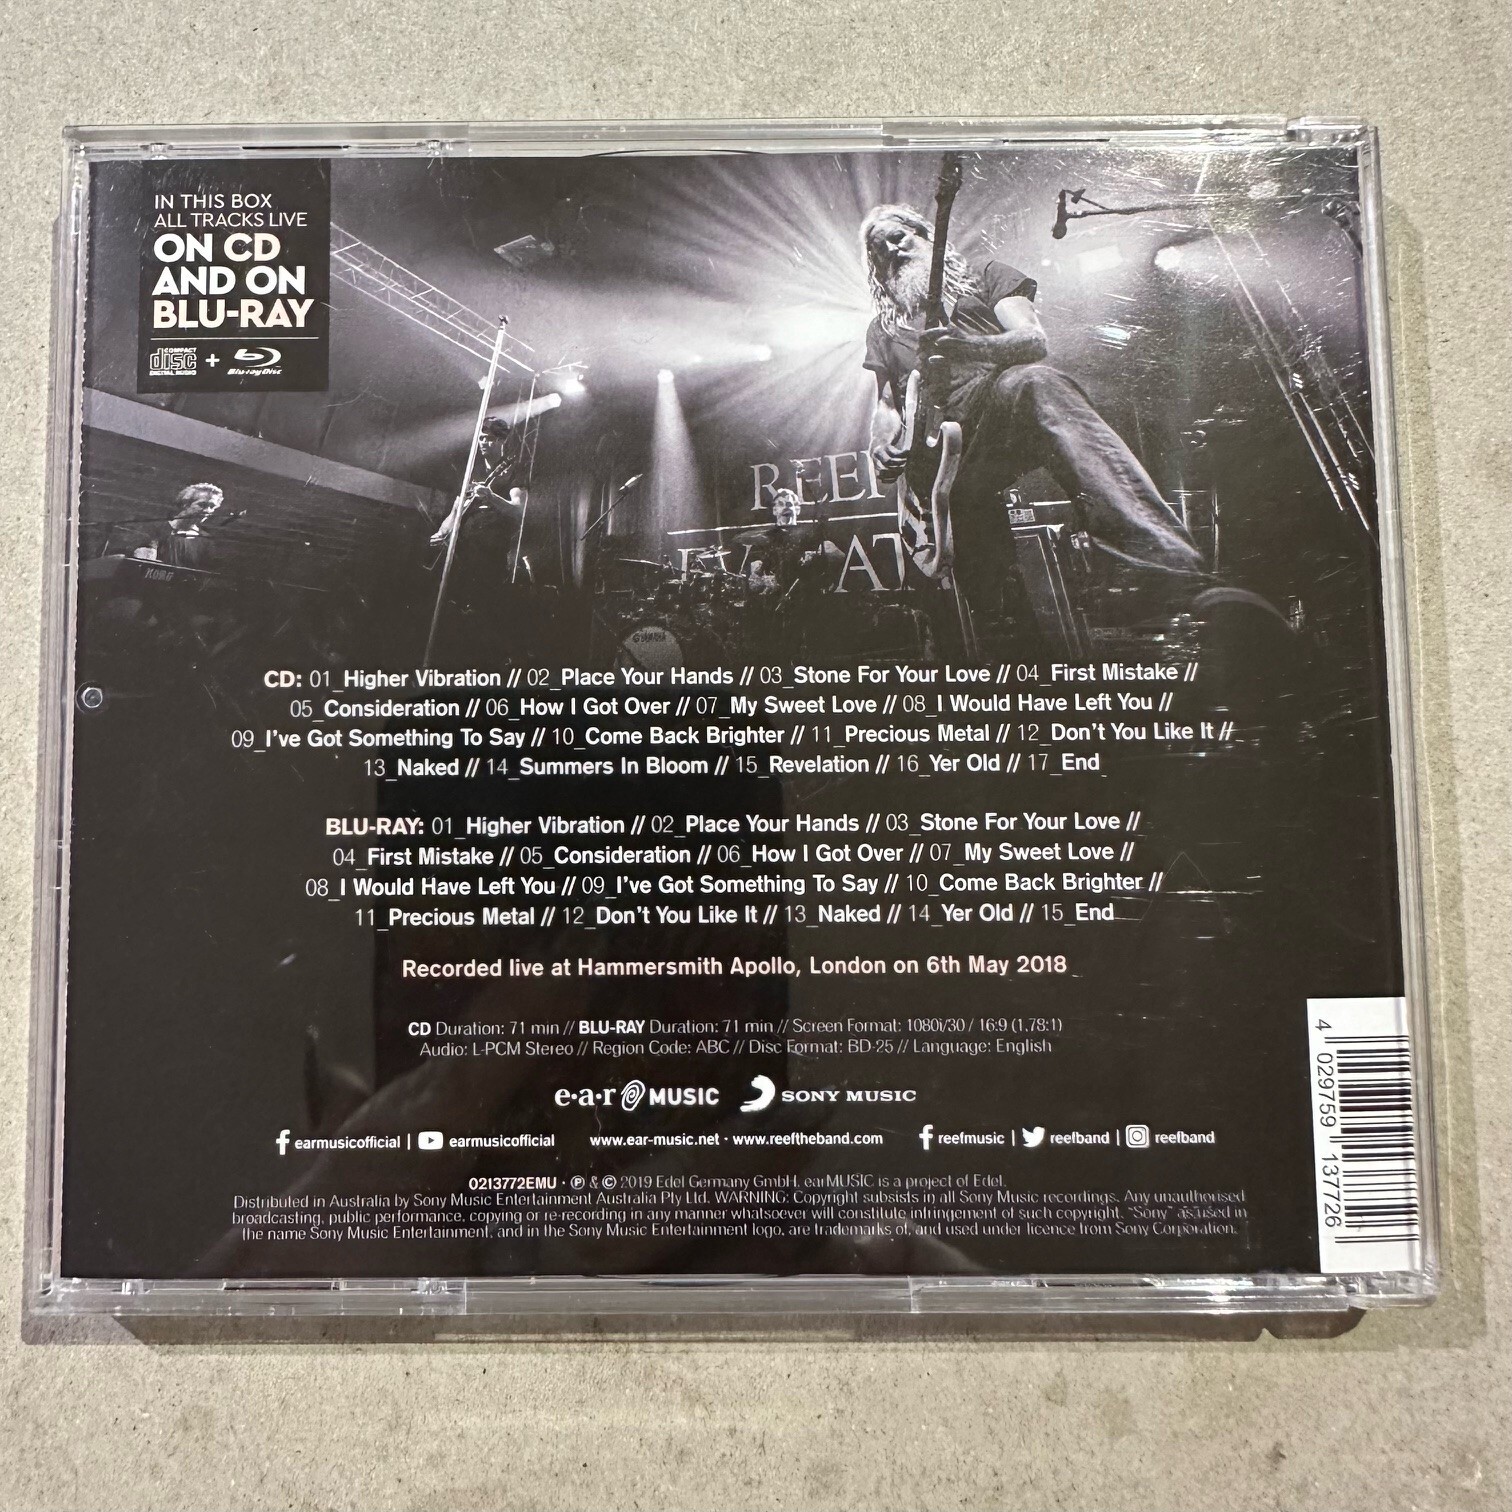 IN THIS BOX
ALL TRACKS LIVE
ON CD
AND ON
BLU-RAY
COMPACT
disc
DIGITAL AUDIO
+
Blu-ray Disc
KORG
REEF
CD: 01_Higher Vibration // 02_Place Your Hands // 03_Stone For Your Love // 04_First Mistake //
05_Consideration // 06_How I Got Over // 07_My Sweet Love // 08_I Would Have Left You //
09_I've Got Something To Say // 10_Come Back Brighter // 11_Precious Metal // 12_Don't You Like It //
13_Naked // 14_Summers In Bloom // 15_Revelation // 16_Yer Old // 17_End
BLU-RAY: 01_Higher Vibration // 02_Place Your Hands // 03_Stone For Your Love //
04_First Mistake // 05_Consideration // 06_How I Got Over // 07_My Sweet Love //
08_I Would Have Left You // 09_I've Got Something To Say // 10_Come Back Brighter //
11_Precious Metal // 12_Don't You Like It // 13_Naked // 14_Yer Old // 15_End
Recorded live at Hammersmith Apollo, London on 6th May 2018
CD Duration: 71 min // BLU-RAY Duration: 71 min // Screen Format: 1080i/30 / 16:9 (1.78:1)
Audio: L-PCM Stereo // Region Code: ABC // Disc Format: BD-25 // Language: English
e·a·r MUSIC SONY MUSIC
earmusicofficial | earmusicofficial www.ear-music.net · www.reeftheband.com reefmusic | reefband | reefband
0213772EMU · ℗ & © 2019 Edel Germany GmbH. earMUSIC is a project of Edel.
Distributed in Australia by Sony Music Entertainment Australia Pty Ltd. WARNING: Copyright subsists in all Sony Music recordings. Any unauthorised
broadcasting, public performance, copying or re-recording in any manner whatsoever will constitute infringement of such copyright. "Sony" as used in
the name Sony Music Entertainment, and in the Sony Music Entertainment logo, are trademarks of, and used under licence from Sony Corporation.
4 029759 137726